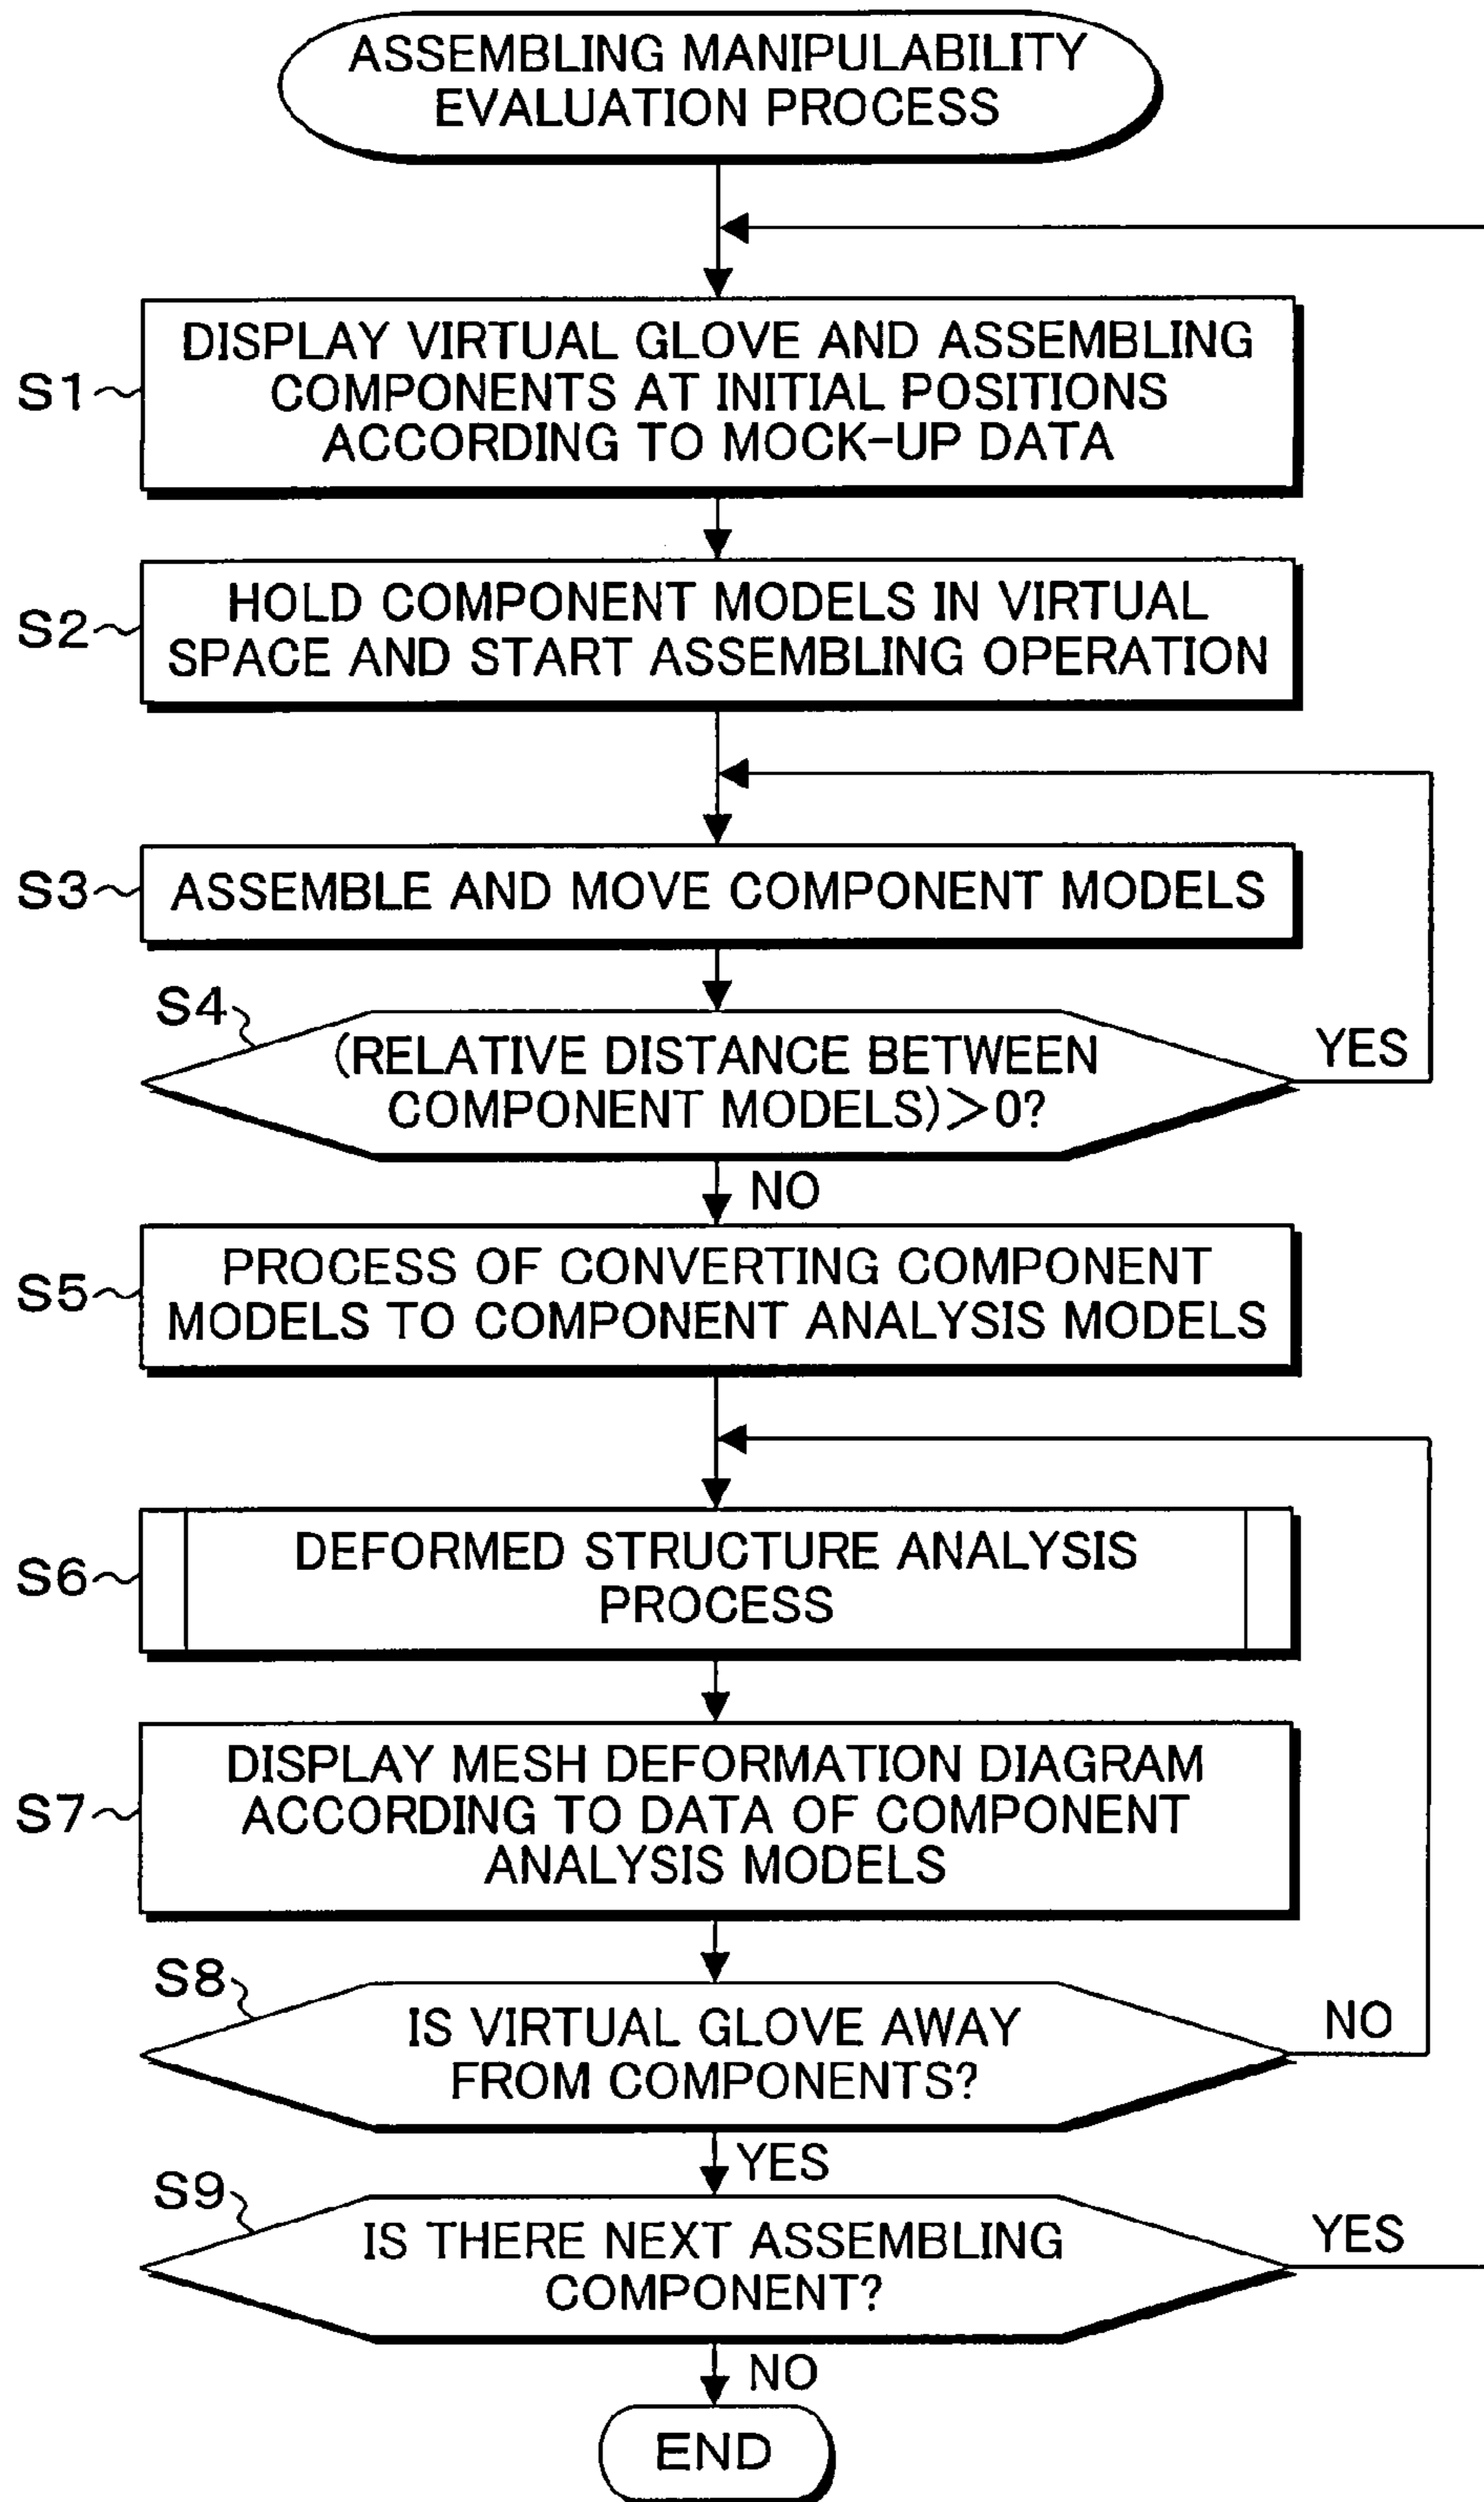 ASSEMBLING MANIPULABILITY
EVALUATION PROCESS
S1
DISPLAY VIRTUAL GLOVE AND ASSEMBLING
COMPONENTS AT INITIAL POSITIONS
ACCORDING TO MOCK-UP DATA
S2
HOLD COMPONENT MODELS IN VIRTUAL
SPACE AND START ASSEMBLING OPERATION
S3
ASSEMBLE AND MOVE COMPONENT MODELS
S4
(RELATIVE DISTANCE BETWEEN
COMPONENT MODELS)>0?
YES
NO
S5
PROCESS OF CONVERTING COMPONENT
MODELS TO COMPONENT ANALYSIS MODELS
S6
DEFORMED STRUCTURE ANALYSIS
PROCESS
S7
DISPLAY MESH DEFORMATION DIAGRAM
ACCORDING TO DATA OF COMPONENT
ANALYSIS MODELS
S8
IS VIRTUAL GLOVE AWAY
FROM COMPONENTS?
NO
YES
S9
IS THERE NEXT ASSEMBLING
COMPONENT?
YES
NO
END